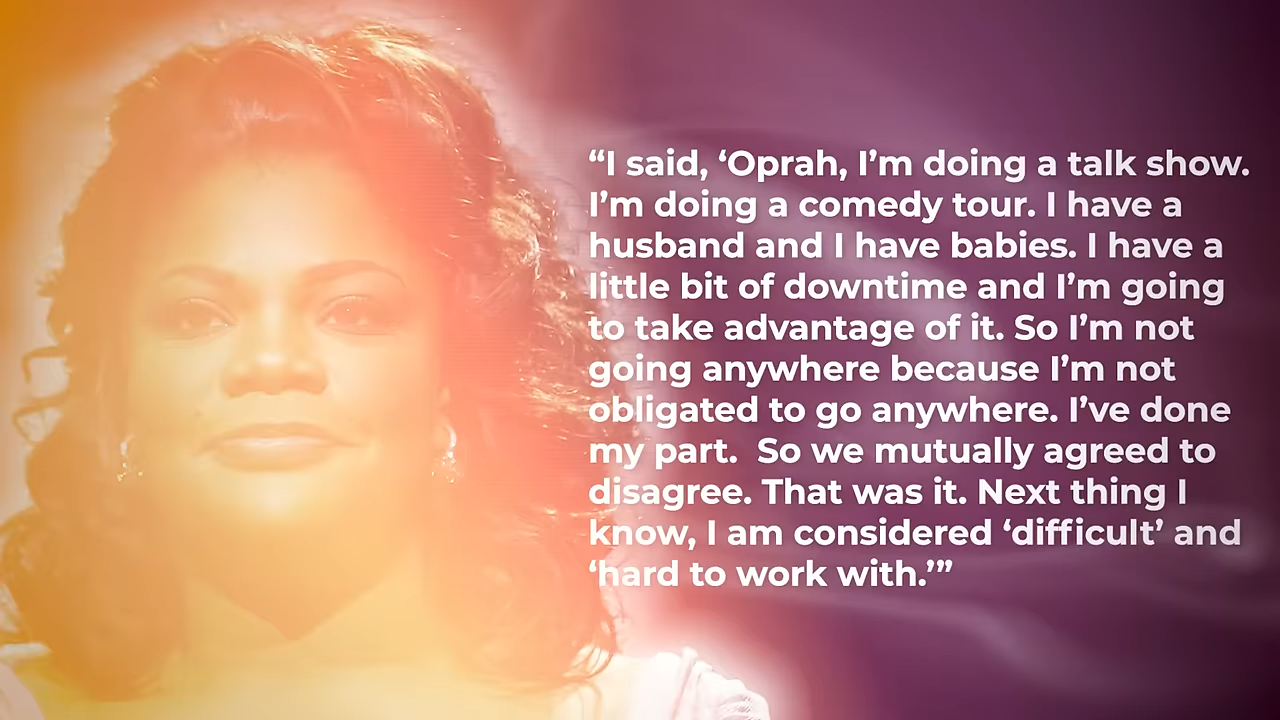 “I said, ‘Oprah, I’m doing a talk show.
I’m doing a comedy tour. I have a
husband and I have babies. I have a
little bit of downtime and I’m going
to take advantage of it. So I’m not
going anywhere because I’m not
obligated to go anywhere. I’ve done
my part.  So we mutually agreed to
disagree. That was it. Next thing I
know, I am considered ‘difficult’ and
‘hard to work with.’”